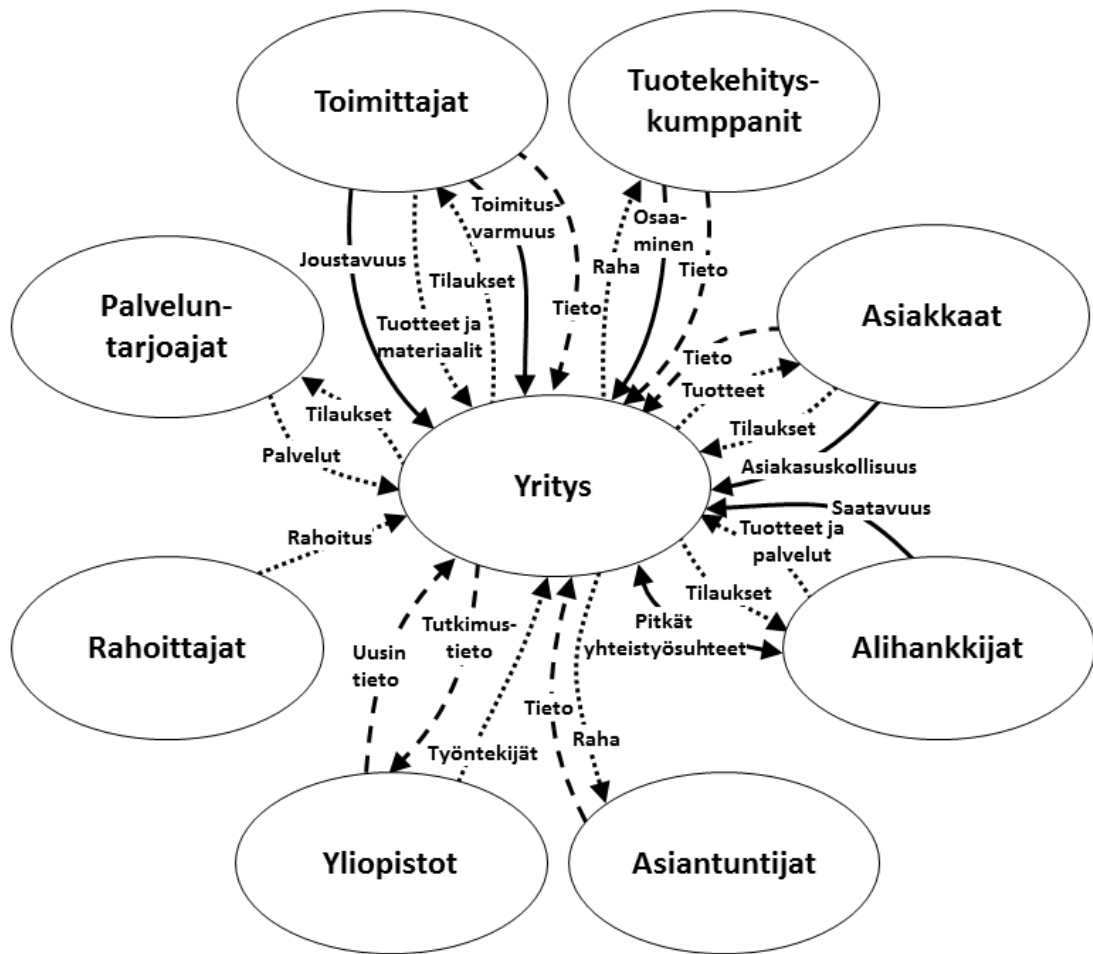 Toimittajat
Tuotekehitys-
kumppanit
Toimitus-
varmuus
Osaa-
minen
Joustavuus
Tilaukset
Raha
Tieto
Tieto
Palvelun-
tarjoajat
Tuotteet ja
materiaalit
Asiakkaat
Tieto
Tuotteet
Tilaukset
Tilaukset
Palvelut
Asiakasuskollisuus
Yritys
Saatavuus
Rahoitus
Tuotteet ja
palvelut
Tilaukset
Rahoittajat
Uusin
tieto
Tutkimus-
tieto
Pitkät
yhteistyösuhteet
Alihankkijat
Tieto
Raha
Työntekijät
Yliopistot
Asiantuntijat